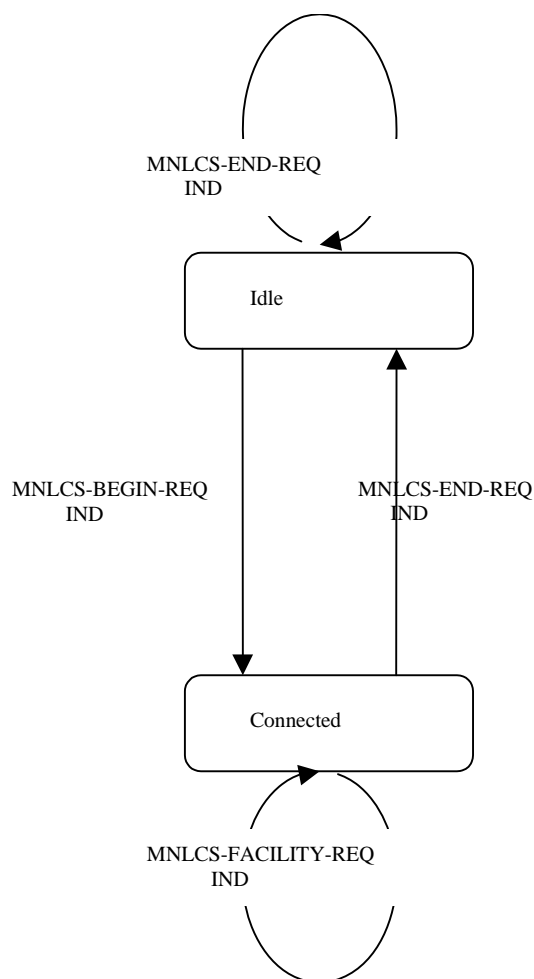 MNLCS-END-REQ
IND
Idle
MNLCS-BEGIN-REQ
IND
MNLCS-END-REQ
IND
Connected
MNLCS-FACILITY-REQ
IND